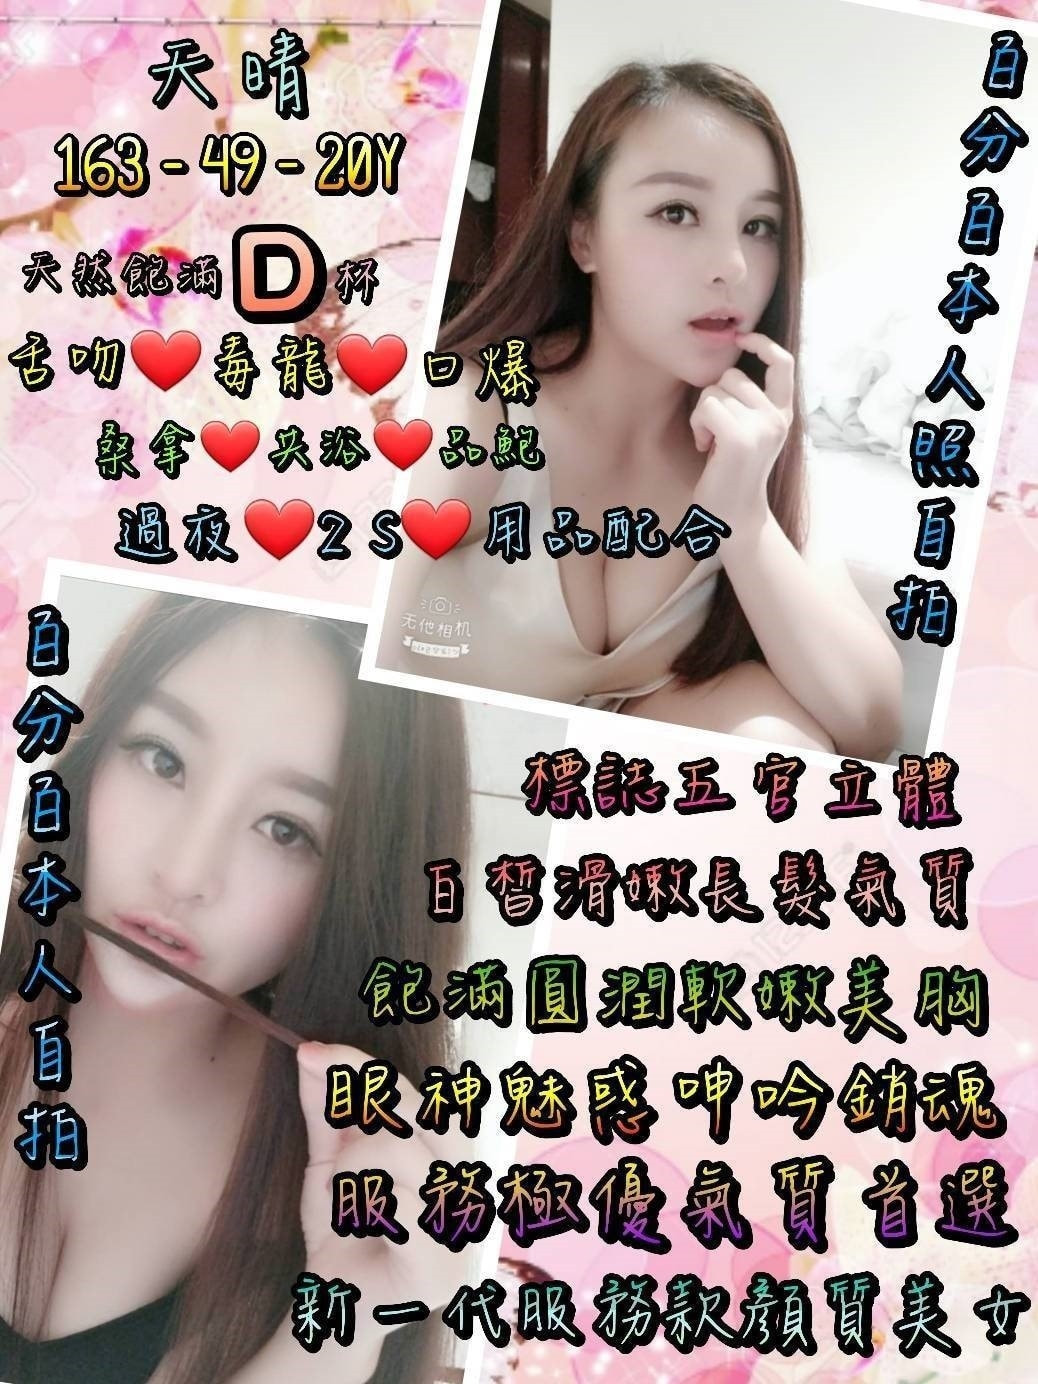 天晴
163-49-20Y
天然飽滿D杯
舌吻❤️毒龍❤️口爆
桑拿❤️共浴❤️品鮑
過夜❤️2S❤️用品配合
百分百本人照自拍
无他相机
百分百本人自拍
標誌五官立體
白皙滑嫩長髮氣質
飽滿圓潤軟嫩美胸
眼神魅惑呻吟銷魂
服務極優氣質首選
新一代服務款顏質美女